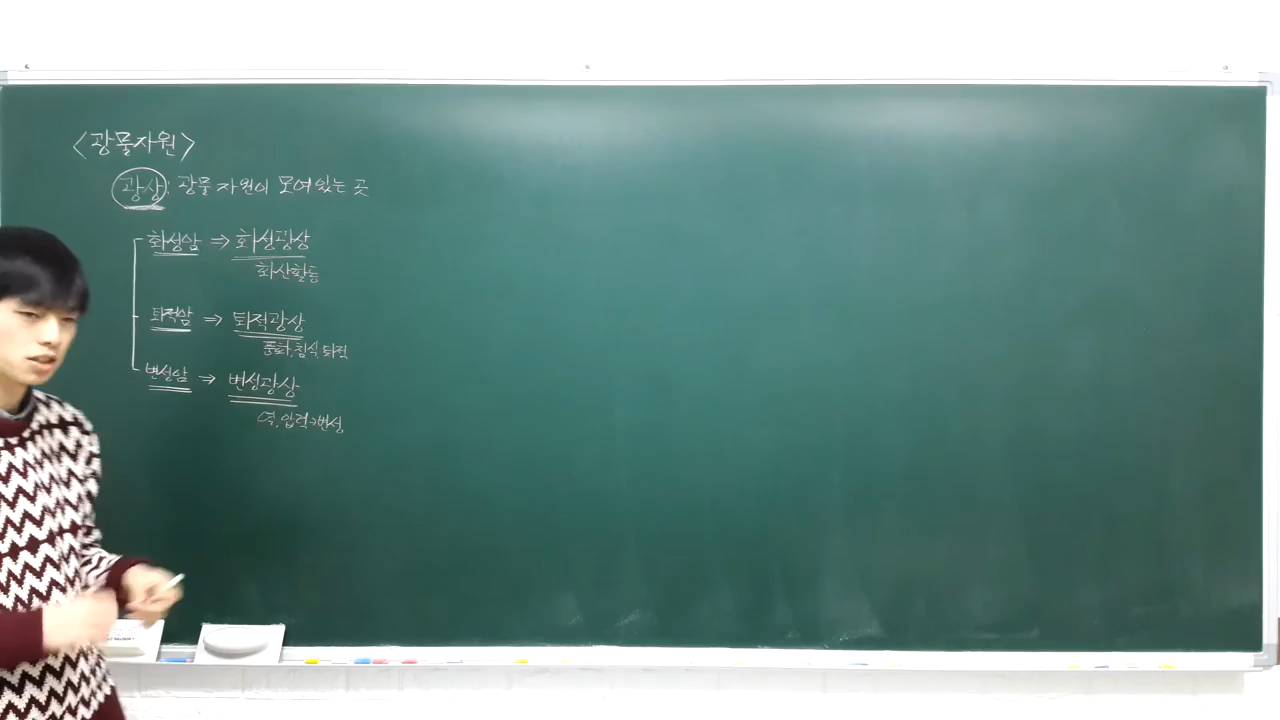 <광물자원>
광상: 광물 자원이 모여있는 곳
화성암 ⇒ 화성광상
화산활동
퇴적암 ⇒ 퇴적광상
풍화, 침식, 퇴적
변성암 ⇒ 변성광상
열, 압력→변성